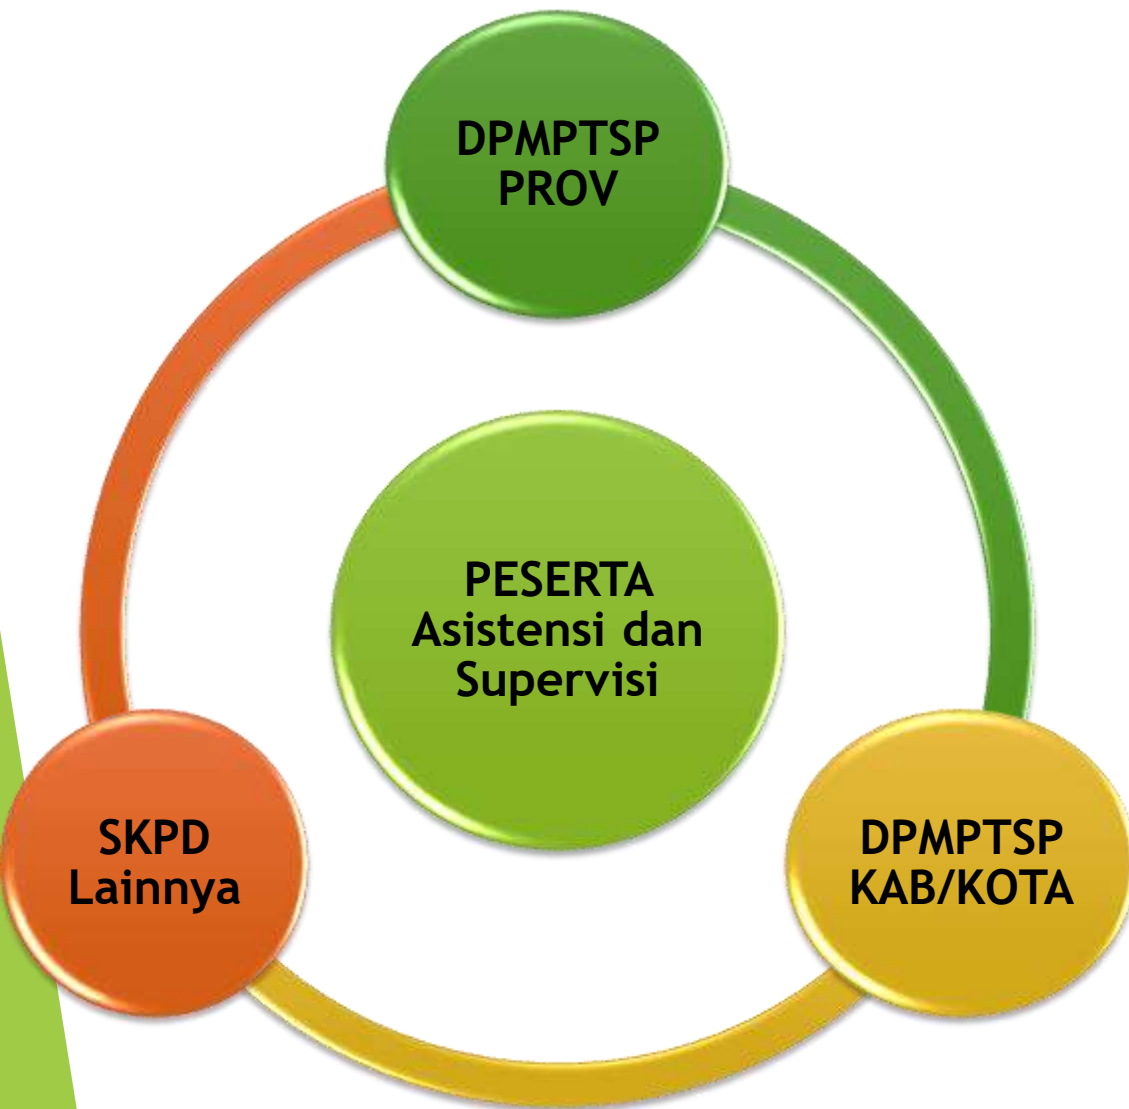 DPMPTSP
PROV
PESERTA
Asistensi dan
Supervisi
SKPD
Lainnya
DPMPTSP
KAB/KOTA